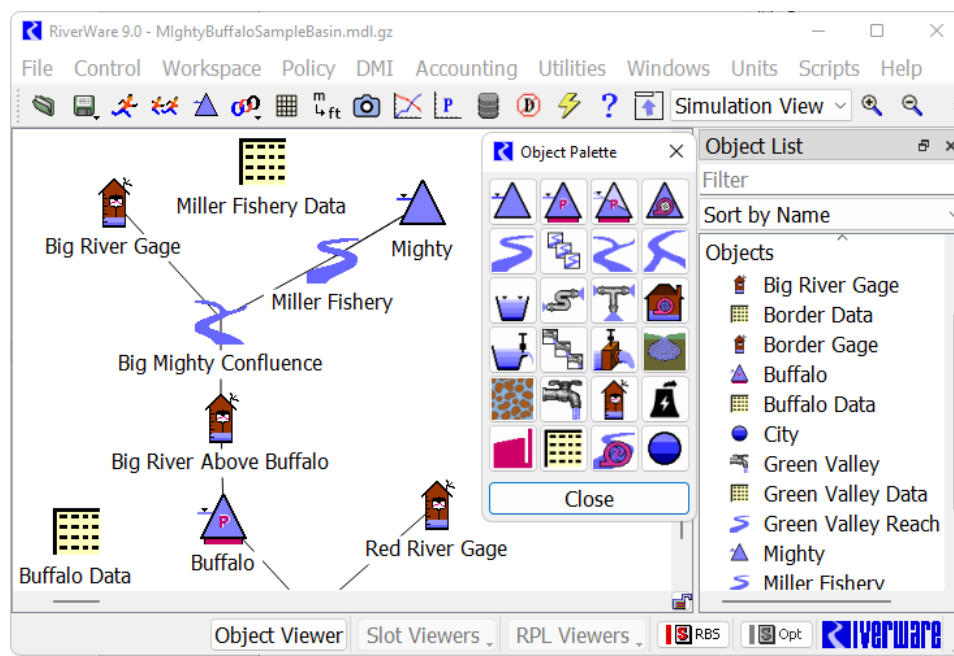 RiverWare 9.0 - MIghtyBuffaloSampleBasin.mdl.gz
File Control Workspace Policy DMI Accounting Utilities Windows Units Scripts Help
m
ft
P
D
?
Simulation View
Object Palette
Object List
Filter
Sort by Name
Objects
Big River Gage
Border Data
Border Gage
Buffalo
Buffalo Data
City
Green Valley
Green Valley Data
Green Valley Reach
Mighty
Miller Fishery
P
P
Close
Miller Fishery Data
Big River Gage
Mighty
Miller Fishery
Big Mighty Confluence
Big River Above Buffalo
P
Buffalo
Red River Gage
Buffalo Data
Object Viewer
Slot Viewers
RPL Viewers
S RBS
S Opt
RIVERWARE